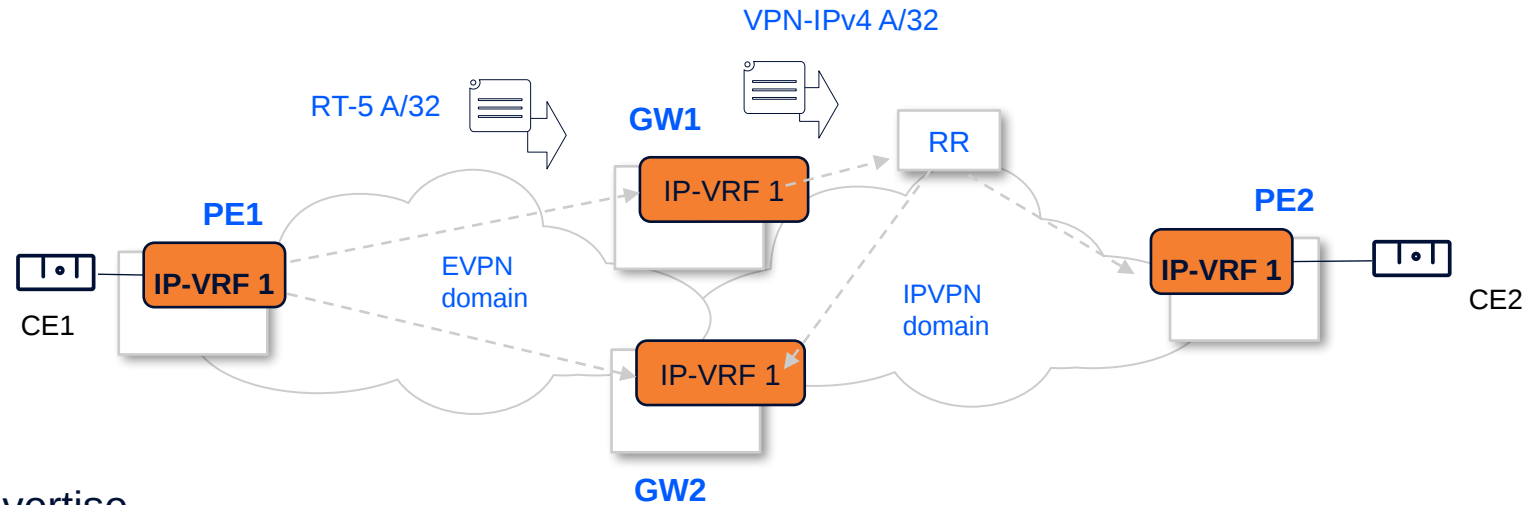 VPN-IPv4 A/32
RT-5 A/32
GW1
RR
IP-VRF 1
PE1
PE2
EVPN
domain
IP-VRF 1
IP-VRF 1
IPVPN
domain
CE1
CE2
IP-VRF 1
GW2